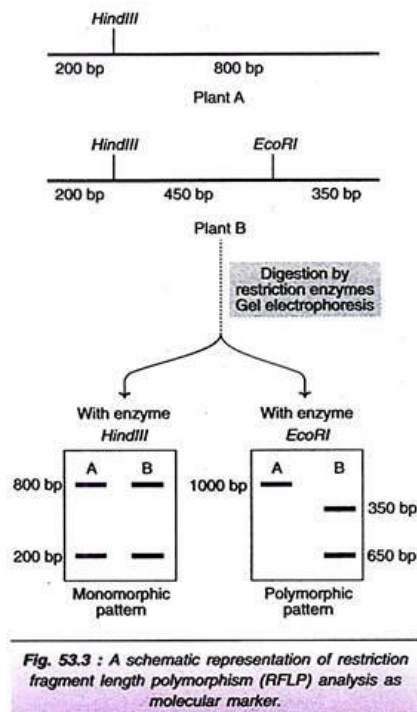 HindIII
200 bp 800 bp
Plant A
HindIII EcoRI
200 bp 450 bp 350 bp
Plant B
Digestion by
restriction enzymes
Gel electrophoresis
With enzyme
HindIII
A B
800 bp
200 bp
Monomorphic
pattern
With enzyme
EcoRI
A B
1000 bp
350 bp
650 bp
Polymorphic
pattern
Fig. 53.3 : A schematic representation of restriction
fragment length polymorphism (RFLP) analysis as
molecular marker.